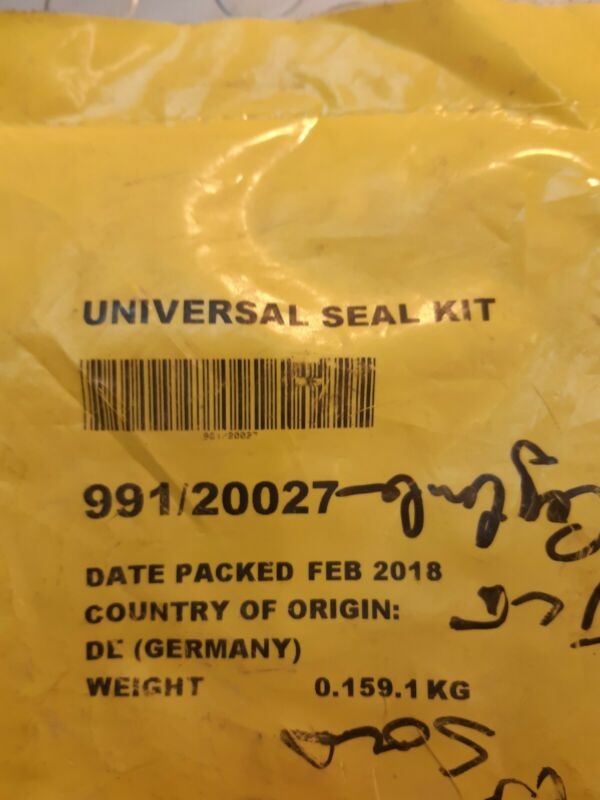 UNIVERSAL SEAL KIT
991/20027
991/20027
DATE PACKED FEB 2018
COUNTRY OF ORIGIN:
DE (GERMANY)
WEIGHT 0.159.1 KG